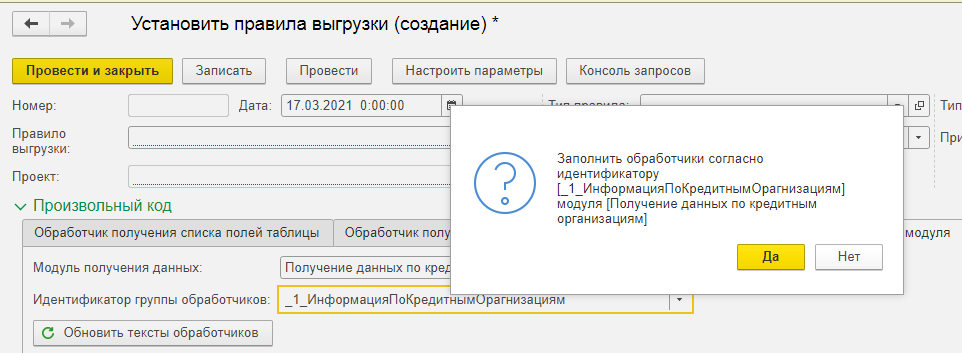 Установить правила выгрузки (создание) *
Провести и закрыть Записать Провести Настроить параметры Консоль запросов
Номер: Дата: 17.03.2021 0:00:00 Тип правила: Тип
Правило
выгрузки:
При
Проект:
Заполнить обработчики согласно
идентификатору
[_1_ИнформацияПоКредитнымОрагнизациям]
модуля [Получение данных по кредитным
организациям]
Да Нет
Произвольный код
Обработчик получения списка полей таблицы Обработчик полу модуля
Модуль получения данных: Получение данных по кред
Идентификатор группы обработчиков: _1_ИнформацияПоКредитнымОрагнизациям
Обновить тексты обработчиков